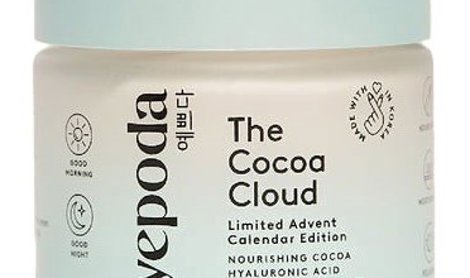 yepoda
예쁘다
GOOD
MORNING
GOOD
NIGHT
The
Cocoa
Cloud
Limited Advent
Calendar Edition
NOURISHING COCOA
HYALURONIC ACID
MADE WITH
IN KOREA